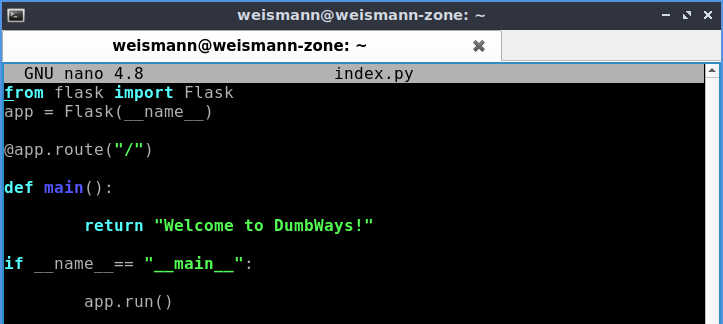 weismann@weismann-zone: ~
weismann@weismann-zone: ~
GNU nano 4.8 index.py
from flask import Flask
app = Flask(__name__)
@app.route("/")
def main():
return "Welcome to DumbWays!"
if __name__== "__main__":
app.run()